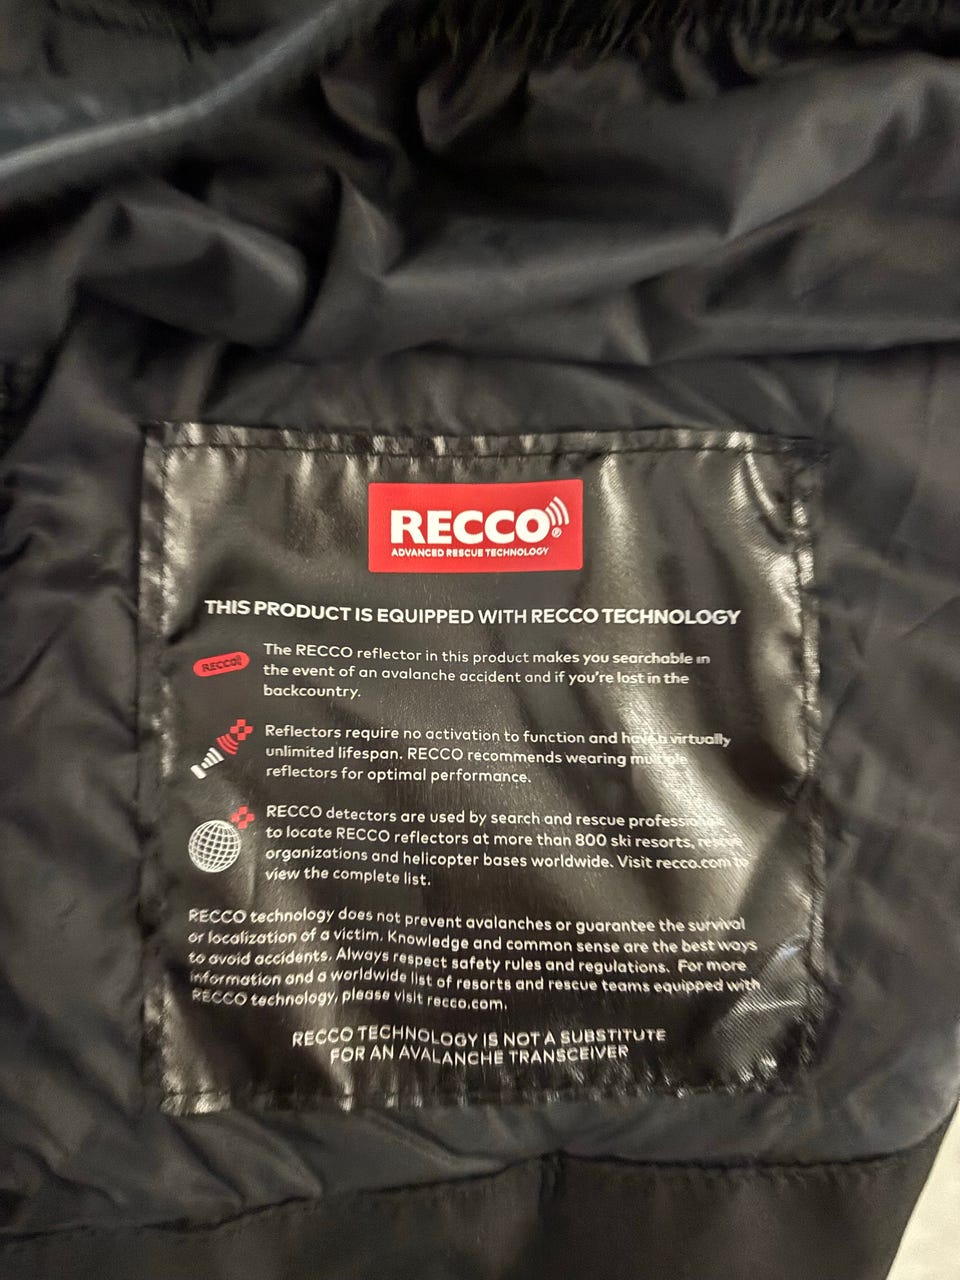 RECCO®
ADVANCED RESCUE TECHNOLOGY
THIS PRODUCT IS EQUIPPED WITH RECCO TECHNOLOGY
RECCO
The RECCO reflector in this product makes you searchable in
the event of an avalanche accident and if you're lost in the
backcountry.
Reflectors require no activation to function and have a virtually
unlimited lifespan. RECCO recommends wearing multiple
reflectors for optimal performance.
RECCO detectors are used by search and rescue professionals
to locate RECCO reflectors at more than 800 ski resorts, rescue
organizations and helicopter bases worldwide. Visit recco.com to
view the complete list.
RECCO technology does not prevent avalanches or guarantee the survival
or localization of a victim. Knowledge and common sense are the best ways
to avoid accidents. Always respect safety rules and regulations. For more
information and a worldwide list of resorts and rescue teams equipped with
RECCO technology, please visit recco.com.
RECCO TECHNOLOGY IS NOT A SUBSTITUTE
FOR AN AVALANCHE TRANSCEIVER